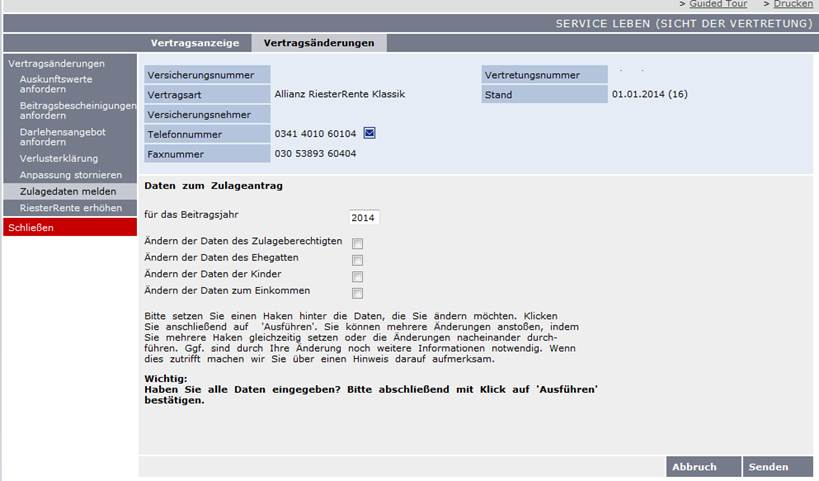 > Guided Tour > Drucken
SERVICE LEBEN (SICHT DER VERTRETUNG)
Vertragsanzeige Vertragsänderungen
Vertragsänderungen
Auskunftswerte
anfordern
Beitragsbescheinigungen
anfordern
Darlehensangebot
anfordern
Verlusterklärung
Anpassung stornieren
Zulagedaten melden
RiesterRente erhöhen
Schließen
Versicherungsnummer
Vertretungsnummer
Vertragsart Allianz RiesterRente Klassik
Stand 01.01.2014 (16)
Versicherungsnehmer
Telefonnummer 0341 4010 60104
Faxnummer 030 53893 60404
Daten zum Zulageantrag
für das Beitragsjahr 2014
Ändern der Daten des Zulageberechtigten
Ändern der Daten des Ehegatten
Ändern der Daten der Kinder
Ändern der Daten zum Einkommen
Bitte setzen Sie einen Haken hinter die Daten, die Sie ändern möchten. Klicken
Sie anschließend auf 'Ausführen'. Sie können mehrere Änderungen anstoßen, indem
Sie mehrere Haken gleichzeitig setzen oder die Änderungen nacheinander durch-
führen. Ggf. sind durch Ihre Änderung noch weitere Informationen notwendig. Wenn
dies zutrifft machen wir Sie über einen Hinweis darauf aufmerksam.
Wichtig:
Haben Sie alle Daten eingegeben? Bitte abschließend mit Klick auf 'Ausführen'
bestätigen.
Abbruch Senden